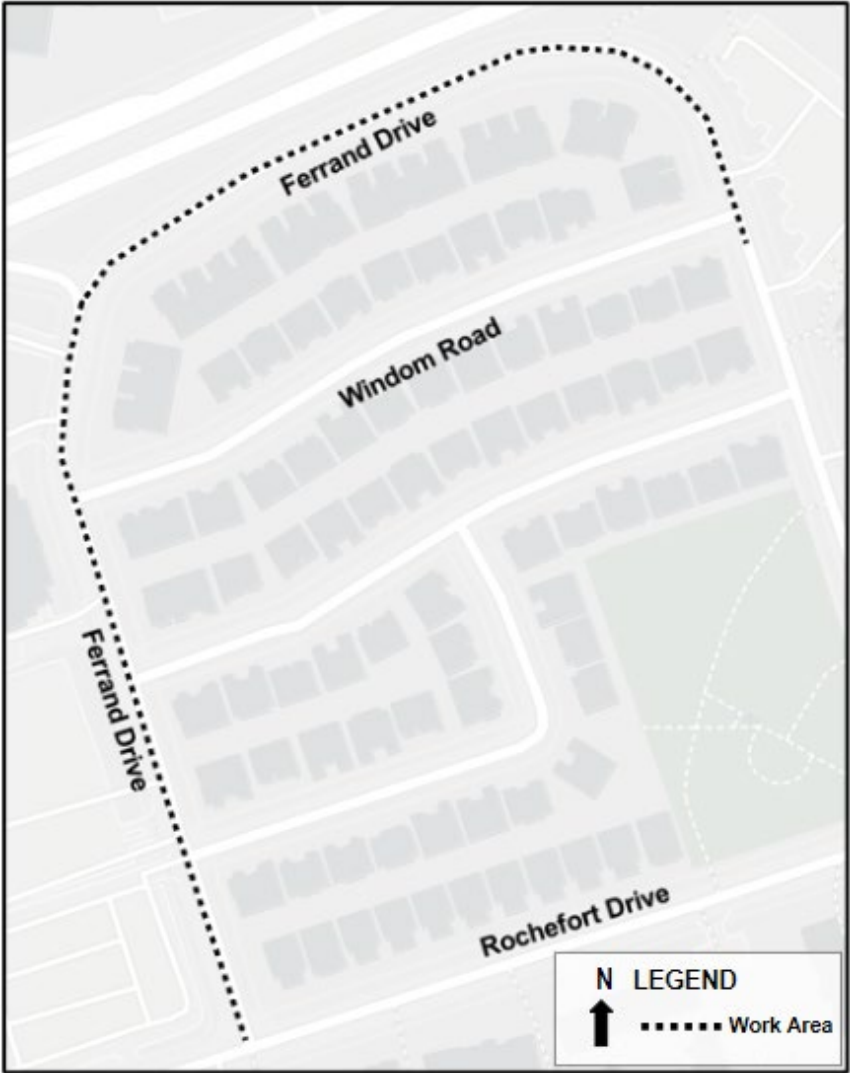 Ferrand Drive
Windom Road
Ferrand Drive
Rochefort Drive
N LEGEND
Work Area